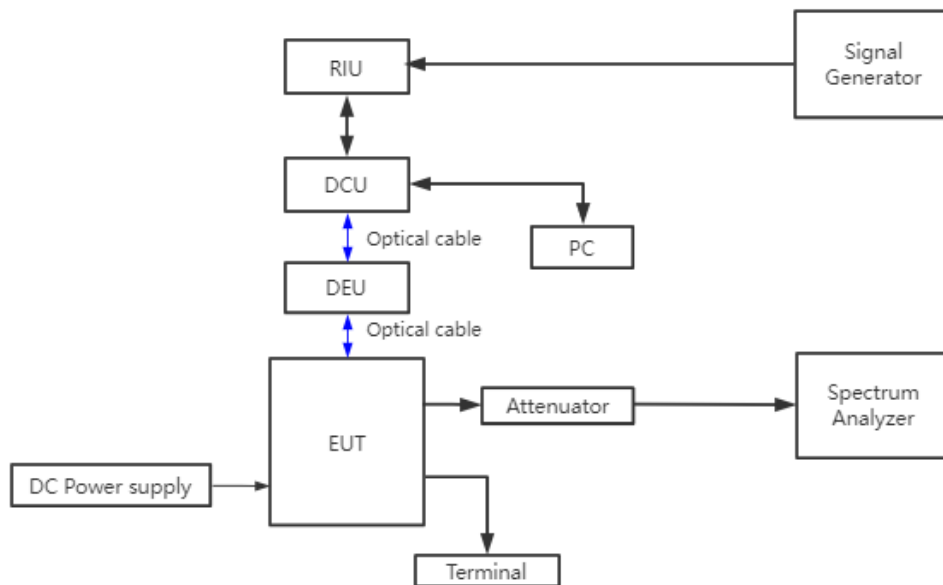 Signal
Generator
RIU
DCU
Optical cable
PC
DEU
Optical cable
EUT
Attenuator
Spectrum
Analyzer
DC Power supply
Terminal